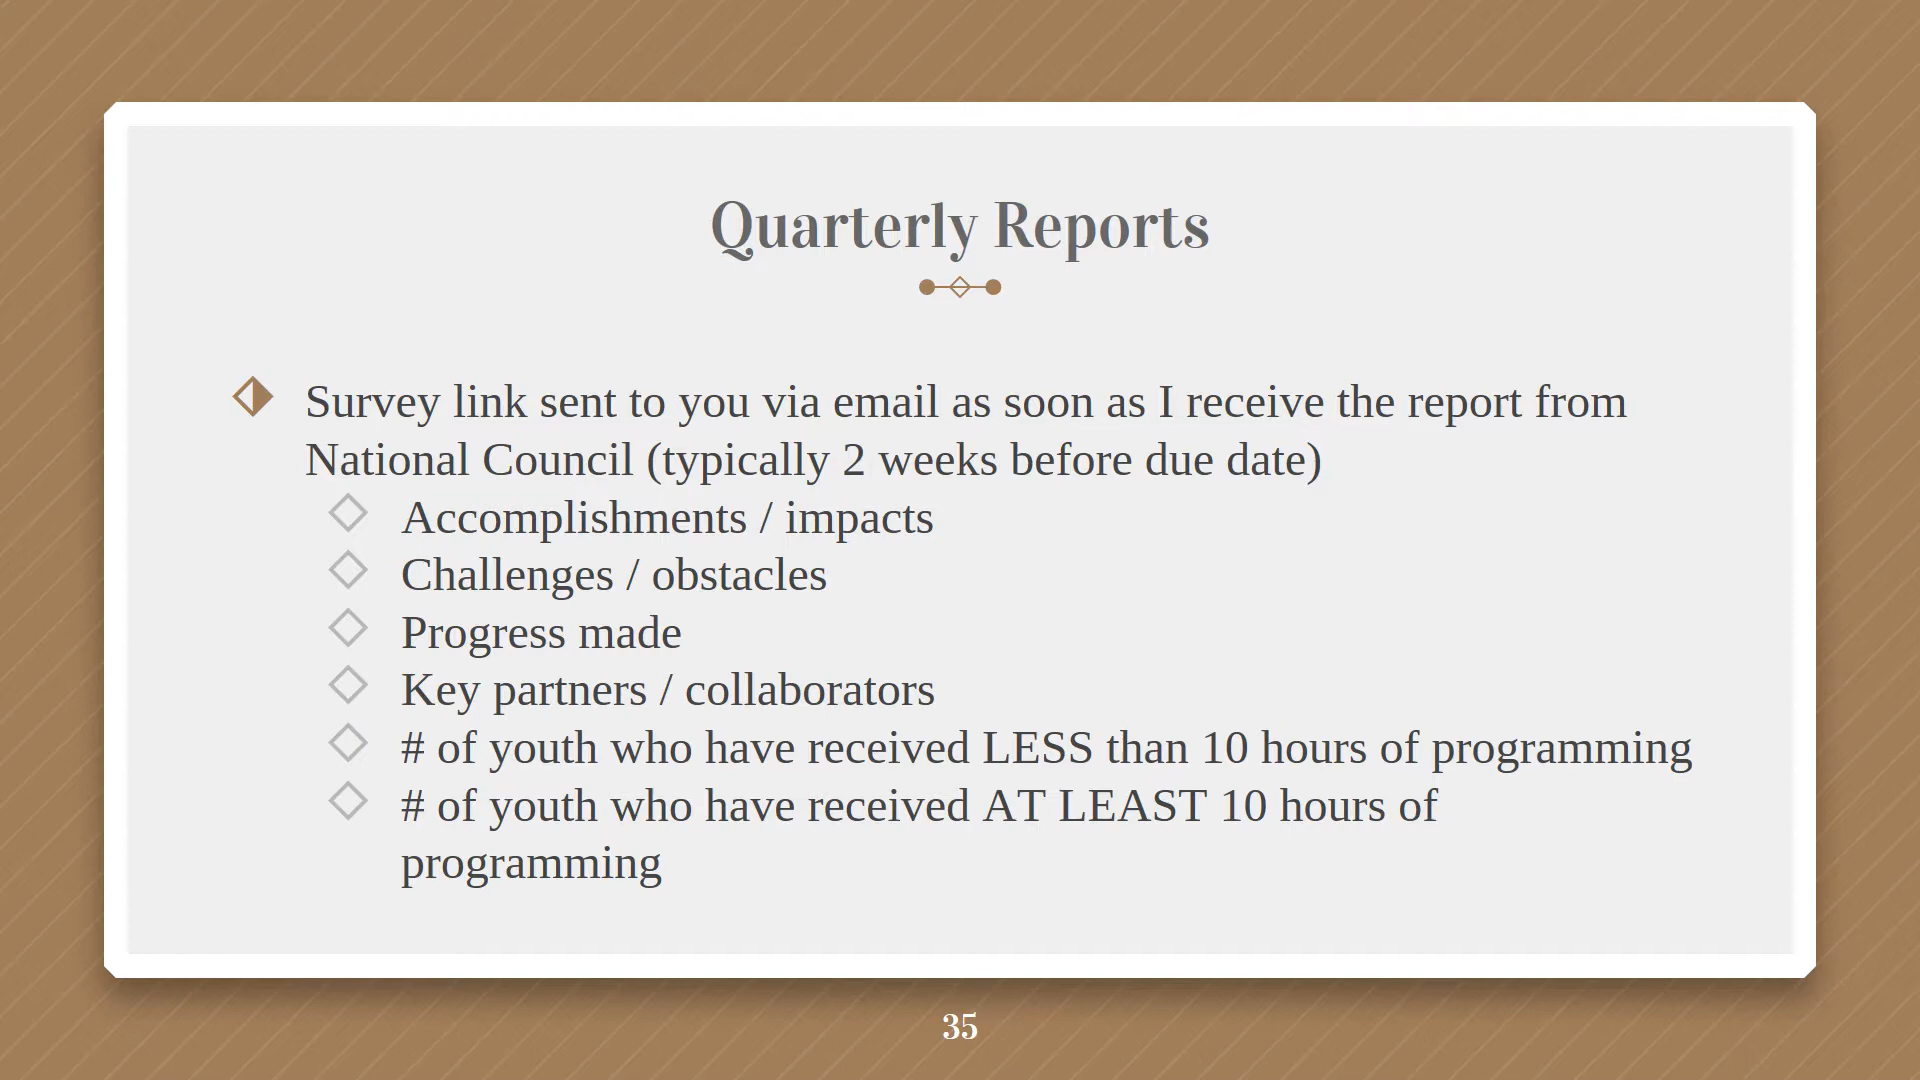 Quarterly Reports
Survey link sent to you via email as soon as I receive the report from
National Council (typically 2 weeks before due date)
Accomplishments / impacts
Challenges / obstacles
Progress made
Key partners / collaborators
# of youth who have received LESS than 10 hours of programming
# of youth who have received AT LEAST 10 hours of
programming
35